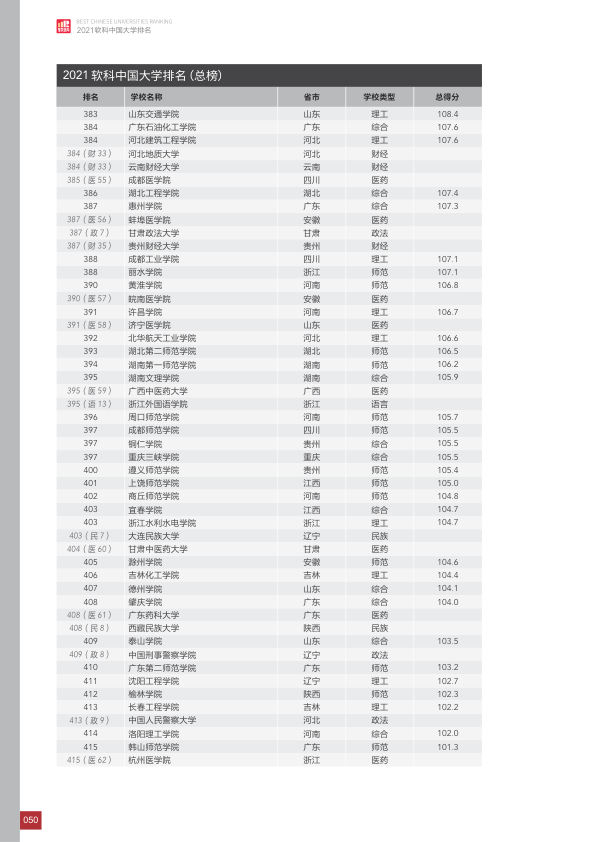 BEST CHINESE UNIVERSITIES RANKING
2021软科中国大学排名
2021 软科中国大学排名（总榜）
排名 学校名称 省市 学校类型 总得分
383 山东交通学院 山东 理工 108.4
384 广东石油化工学院 广东 综合 107.6
384 河北建筑工程学院 河北 理工 107.6
384（财33） 河北地质大学 河北 财经
384（财33） 云南财经大学 云南 财经
385（医55） 成都医学院 四川 医药
386 湖北工程学院 湖北 综合 107.4
387 惠州学院 广东 综合 107.3
387（医56） 蚌埠医学院 安徽 医药
387（政7） 甘肃政法大学 甘肃 政法
387（财35） 贵州财经大学 贵州 财经
388 成都工业学院 四川 理工 107.1
388 丽水学院 浙江 师范 107.1
390 黄淮学院 河南 师范 106.8
390（医57） 皖南医学院 安徽 医药
391 许昌学院 河南 理工 106.7
391（医58） 济宁医学院 山东 医药
392 北华航天工业学院 河北 理工 106.6
393 湖北第二师范学院 湖北 师范 106.5
394 湖南第一师范学院 湖南 师范 106.2
395 湖南文理学院 湖南 综合 105.9
395（医59） 广西中医药大学 广西 医药
395（语13） 浙江外国语学院 浙江 语言
396 周口师范学院 河南 师范 105.7
397 成都师范学院 四川 师范 105.5
397 铜仁学院 贵州 综合 105.5
397 重庆三峡学院 重庆 综合 105.5
400 遵义师范学院 贵州 师范 105.4
401 上饶师范学院 江西 师范 105.0
402 商丘师范学院 河南 师范 104.8
403 宜春学院 江西 综合 104.7
403 浙江水利水电学院 浙江 理工 104.7
403（民7） 大连民族大学 辽宁 民族
404（医60） 甘肃中医药大学 甘肃 医药
405 滁州学院 安徽 师范 104.6
406 吉林化工学院 吉林 理工 104.4
407 德州学院 山东 综合 104.1
408 肇庆学院 广东 综合 104.0
408（医61） 广东药科大学 广东 医药
408（民8） 西藏民族大学 陕西 民族
409 泰山学院 山东 综合 103.5
409（政8） 中国刑事警察学院 辽宁 政法
410 广东第二师范学院 广东 师范 103.2
411 沈阳工程学院 辽宁 理工 102.7
412 榆林学院 陕西 师范 102.3
413 长春工程学院 吉林 理工 102.2
413（政9） 中国人民警察大学 河北 政法
414 洛阳理工学院 河南 综合 102.0
415 韩山师范学院 广东 师范 101.3
415（医62） 杭州医学院 浙江 医药
050